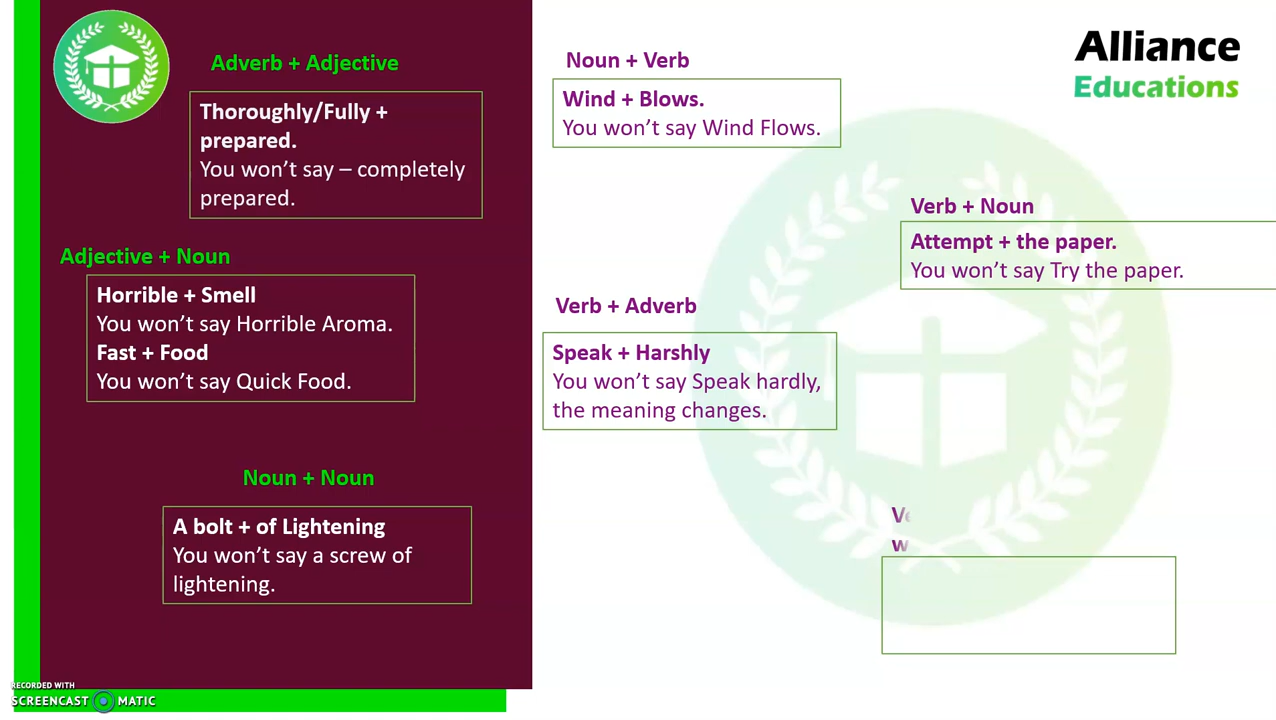 Adverb + Adjective
Thoroughly/Fully +
prepared.
You won't say – completely
prepared.
Adjective + Noun
Horrible + Smell
You won't say Horrible Aroma.
Fast + Food
You won't say Quick Food.
Noun + Noun
A bolt + of Lightening
You won't say a screw of
lightening.
Noun + Verb
Wind + Blows.
You won't say Wind Flows.
Verb + Adverb
Speak + Harshly
You won't say Speak hardly,
the meaning changes.
Alliance
Educations
Verb + Noun
Attempt + the paper.
You won't say Try the paper.
RECORDED WITH
SCREENCAST MATIC